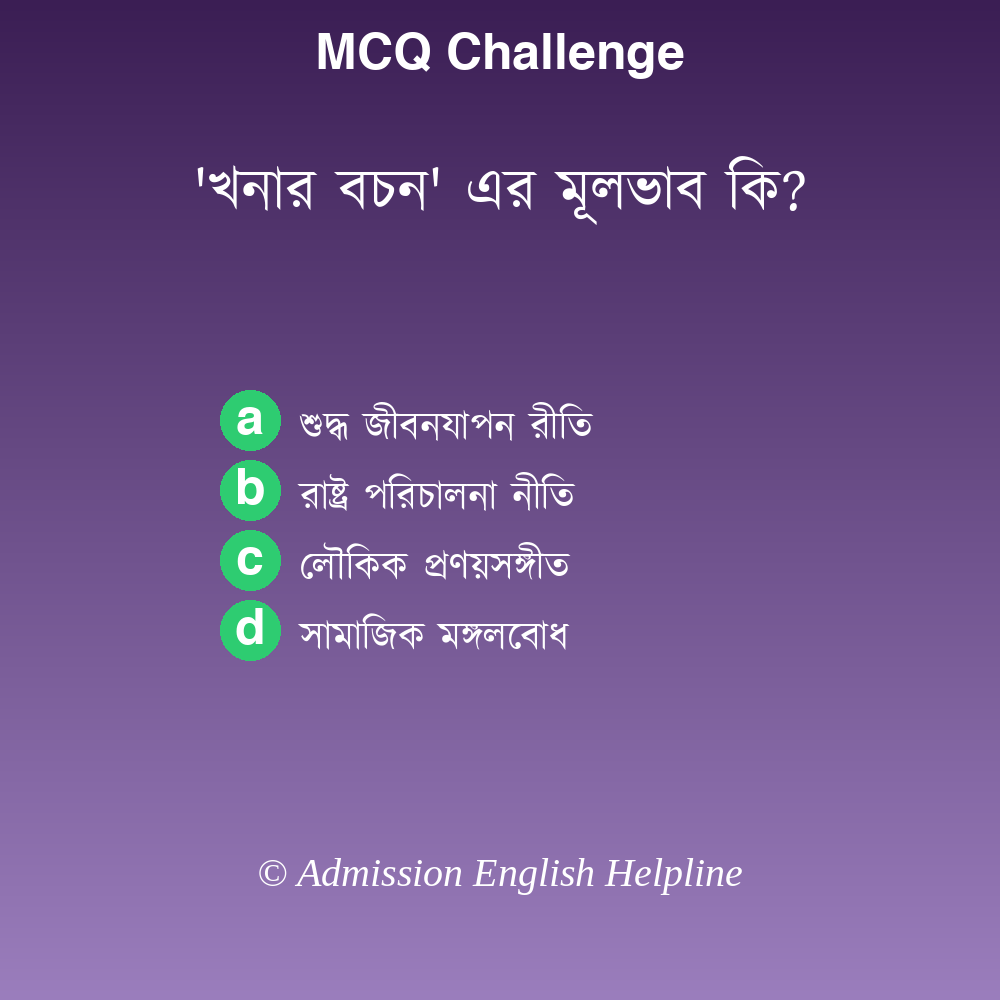 MCQ Challenge
'খনার বচন' এর মূলভাব কি?
a শুদ্ধ জীবনযাপন রীতি
b রাষ্ট্র পরিচালনা নীতি
c লৌকিক প্রণয়সঙ্গীত
d সামাজিক মঙ্গলবোধ
© Admission English Helpline